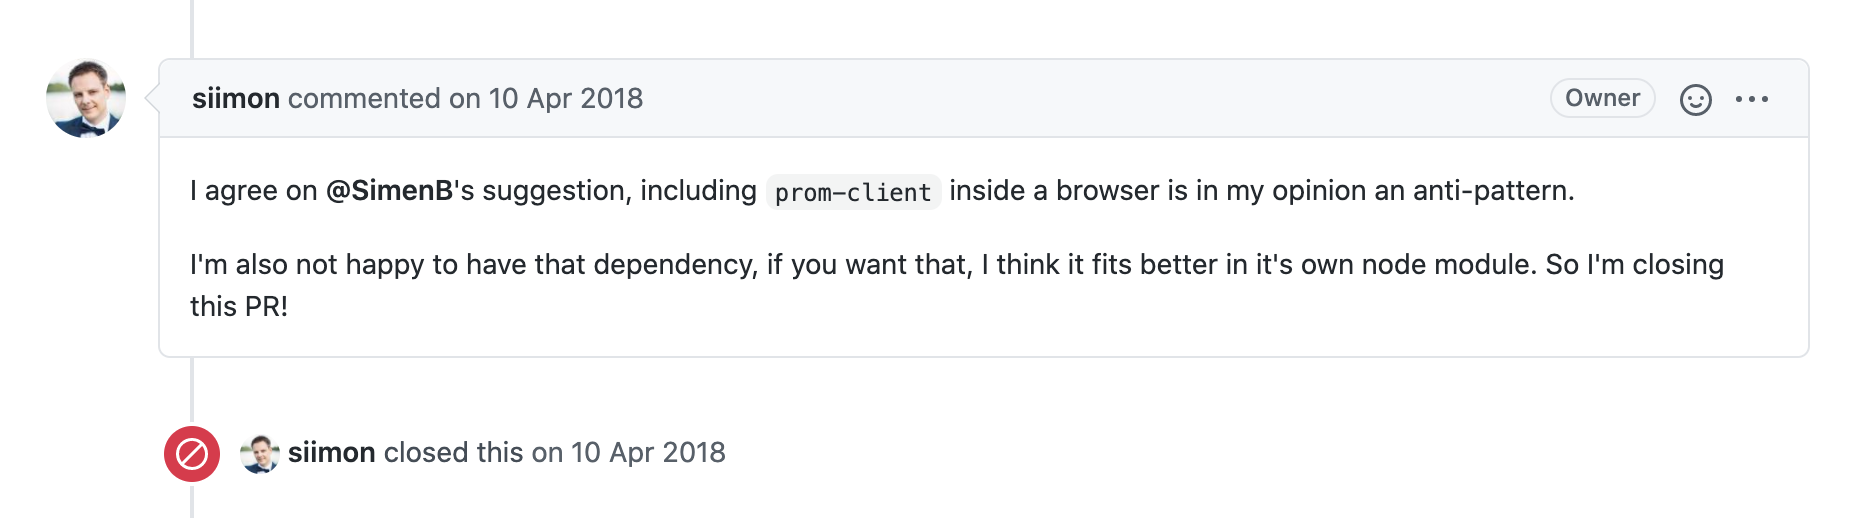 siimon commented on 10 Apr 2018 Owner
I agree on @SimenB's suggestion, including prom-client inside a browser is in my opinion an anti-pattern.
I'm also not happy to have that dependency, if you want that, I think it fits better in it's own node module. So I'm closing
this PR!
siimon closed this on 10 Apr 2018